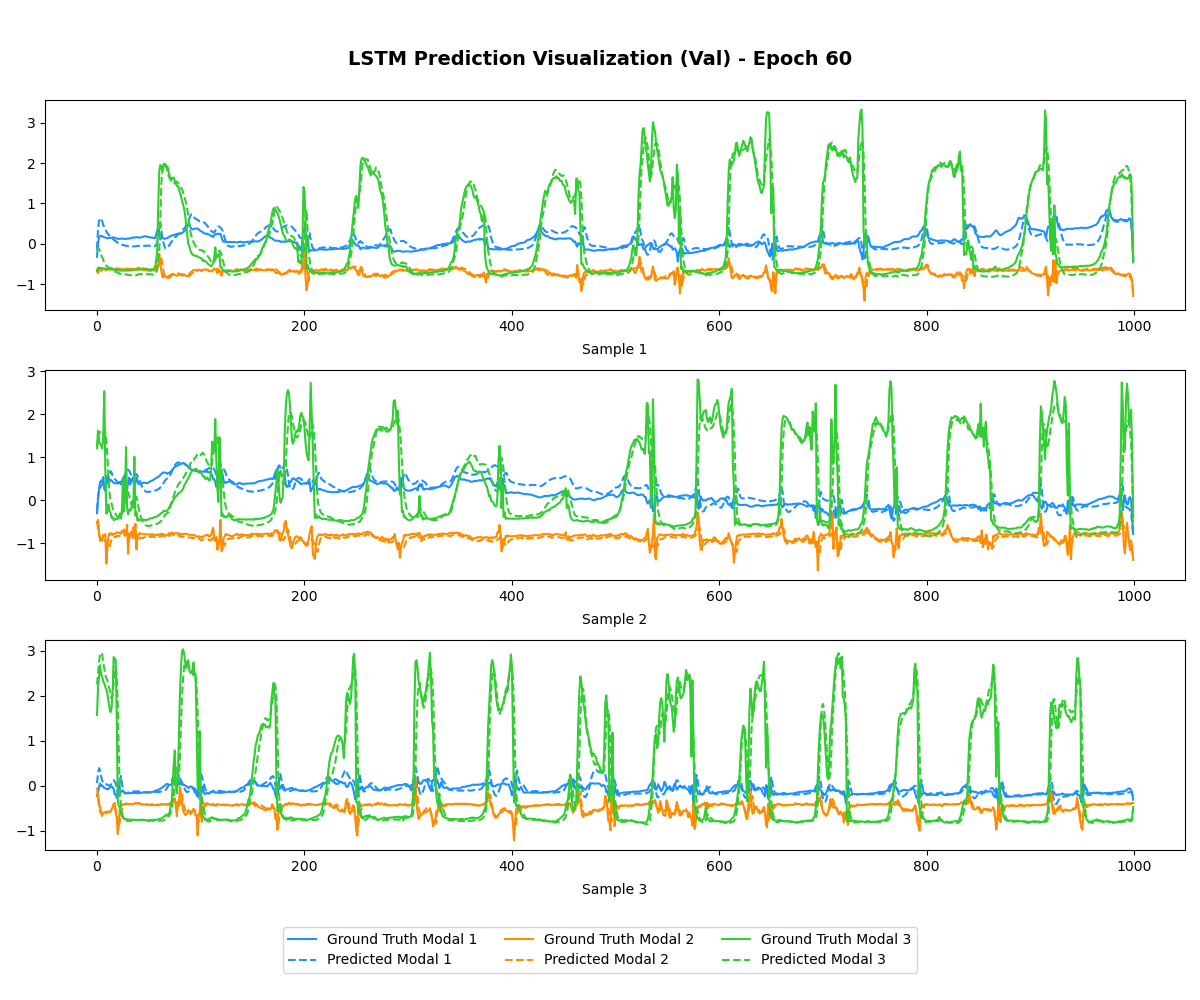 LSTM Prediction Visualization (Val) - Epoch 60
3
2
1
0
−1
0 200 400 600 800 1000
Sample 1
3
2
1
0
−1
0 200 400 600 800 1000
Sample 2
3
2
1
0
−1
0 200 400 600 800 1000
Sample 3
Ground Truth Modal 1 Ground Truth Modal 2 Ground Truth Modal 3
Predicted Modal 1 Predicted Modal 2 Predicted Modal 3